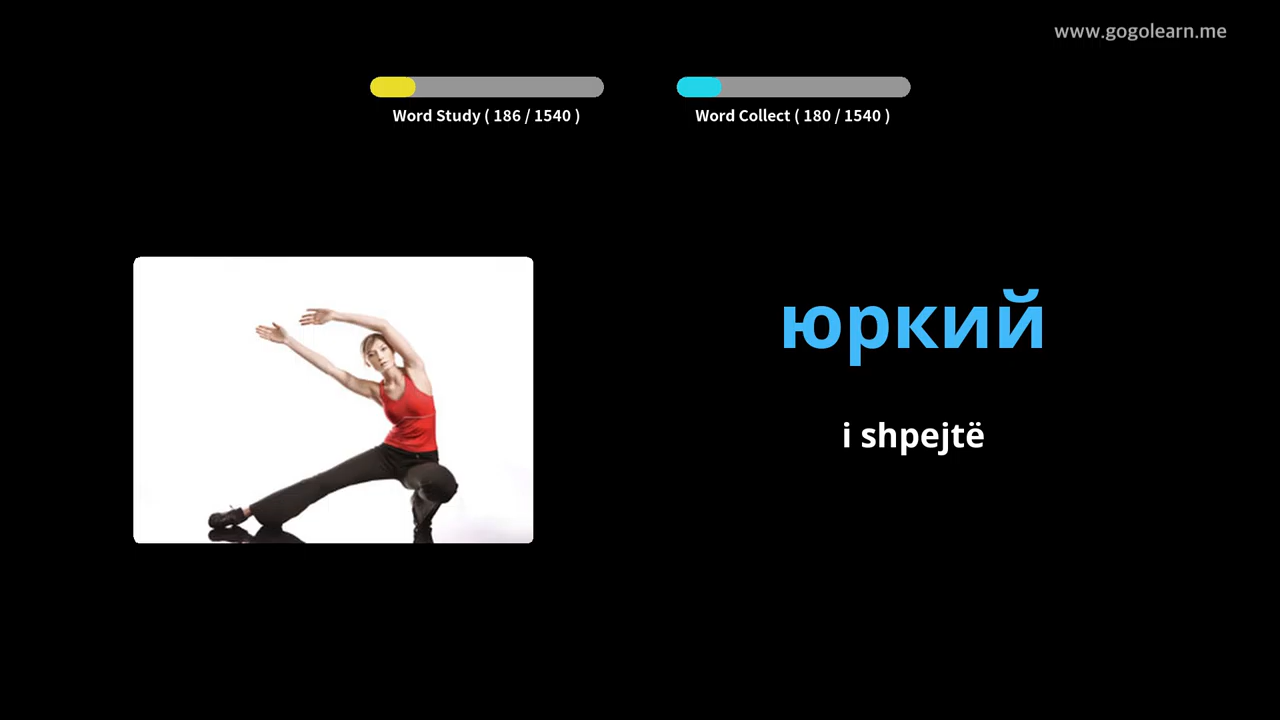 www.gogolearn.me
Word Study ( 186 / 1540 )
Word Collect ( 180 / 1540 )
юркий
i shpejtë